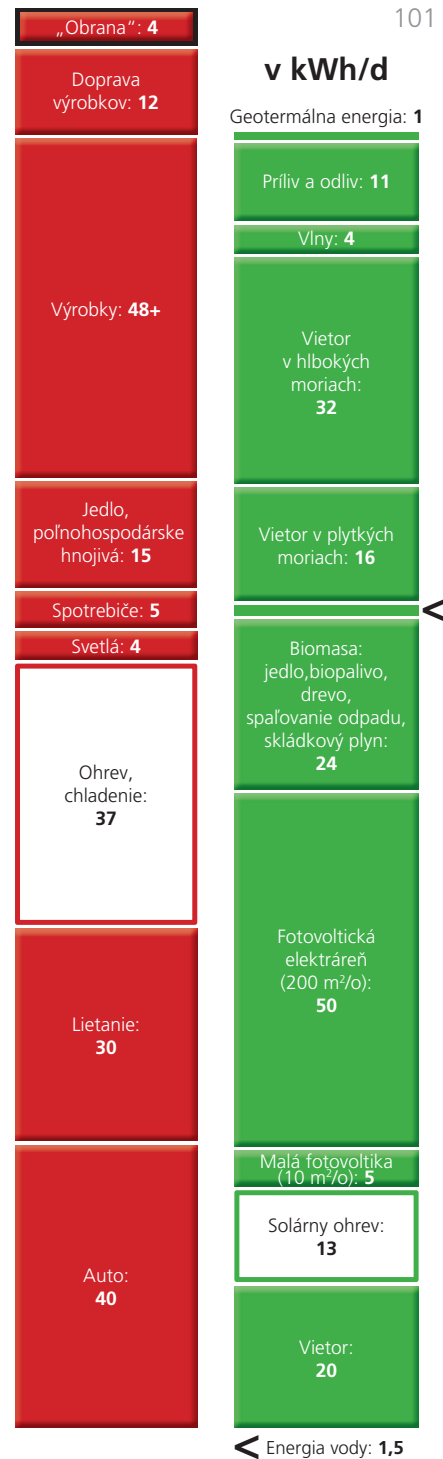 101
„Obrana“: 4
Doprava
výrobkov: 12
Výrobky: 48+
Jedlo,
poľnohospodárske
hnojivá: 15
Spotrebiče: 5
Svetlá: 4
Ohrev,
chladenie:
37
Lietanie:
30
Auto:
40
v kWh/d
Geotermálna energia: 1
Príliv a odliv: 11
Vlny: 4
Vietor
v hlbokých
moriach:
32
Vietor v plytkých
moriach: 16
<
Biomasa:
jedlo,biopalivo,
drevo,
spaľovanie odpadu,
skládkový plyn:
24
Fotovoltická
elektráreň
(200 m²/o):
50
Malá fotovoltika
(10 m²/o): 5
Solárny ohrev:
13
Vietor:
20
< Energia vody: 1,5